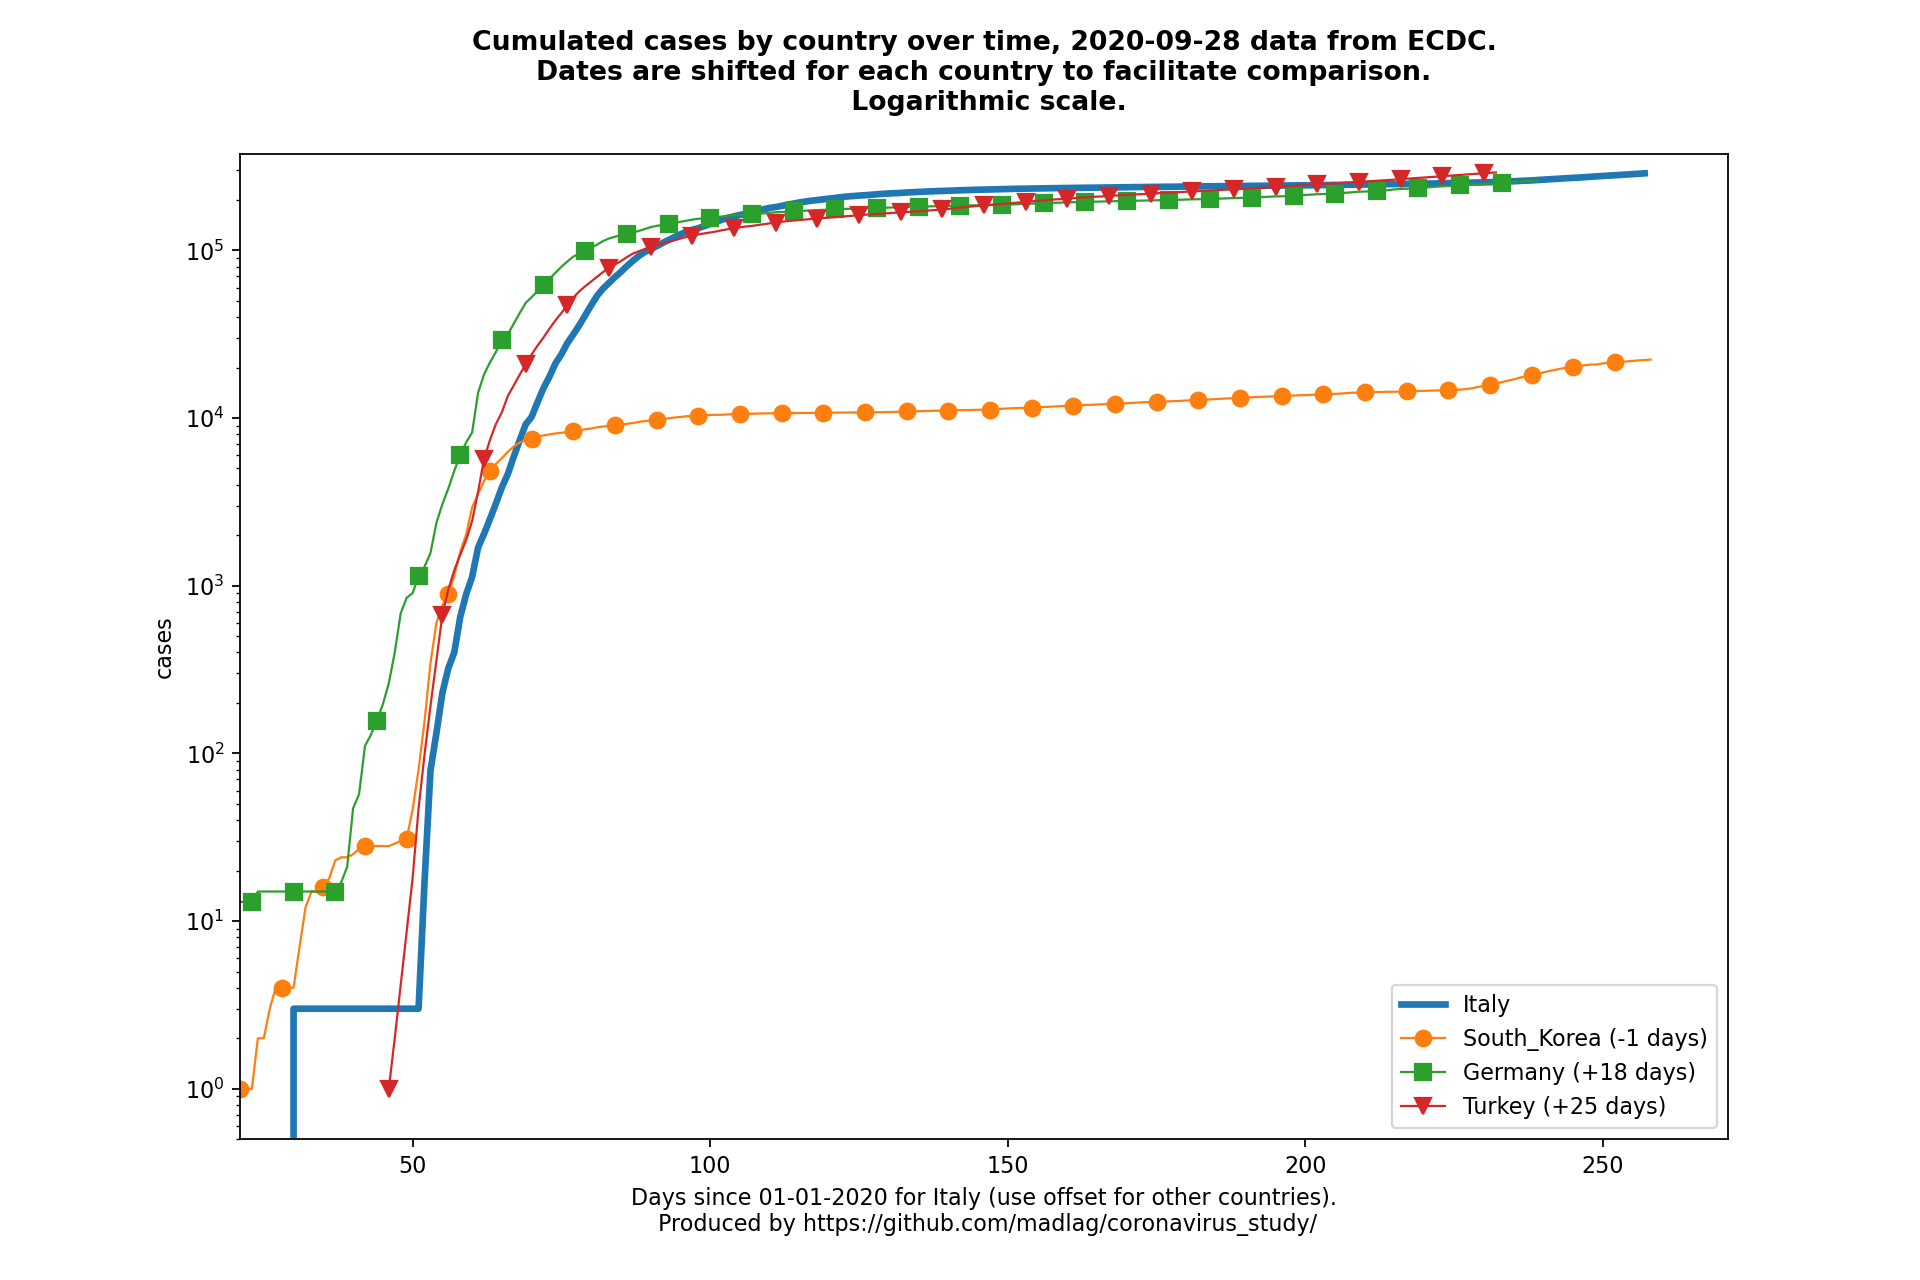 Cumulated cases by country over time, 2020-09-28 data from ECDC.
Dates are shifted for each country to facilitate comparison.
Logarithmic scale.
cases
10^5
10^4
10^3
10^2
10^1
10^0
50 100 150 200 250
Italy
South_Korea (-1 days)
Germany (+18 days)
Turkey (+25 days)
Days since 01-01-2020 for Italy (use offset for other countries).
Produced by https://github.com/madlag/coronavirus_study/